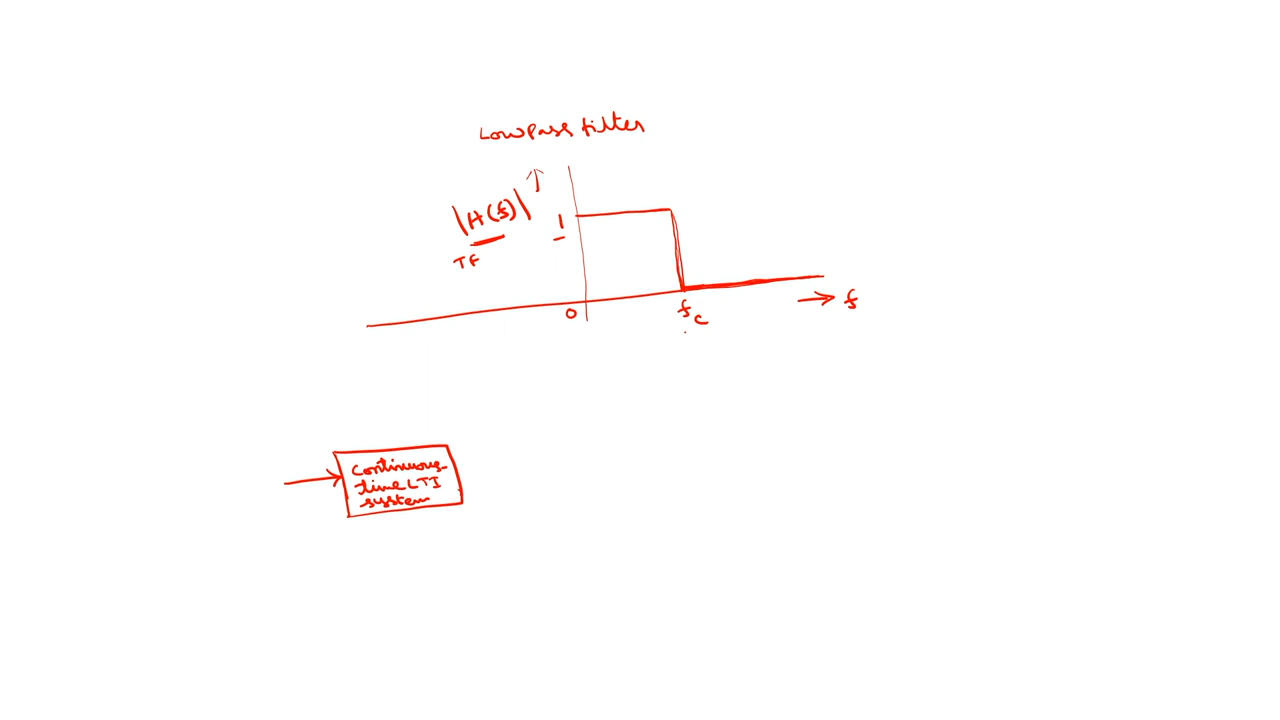 Lowpass filter
|H(f)|
1
TF
0
fc
f
Continuous-
time LTI
system